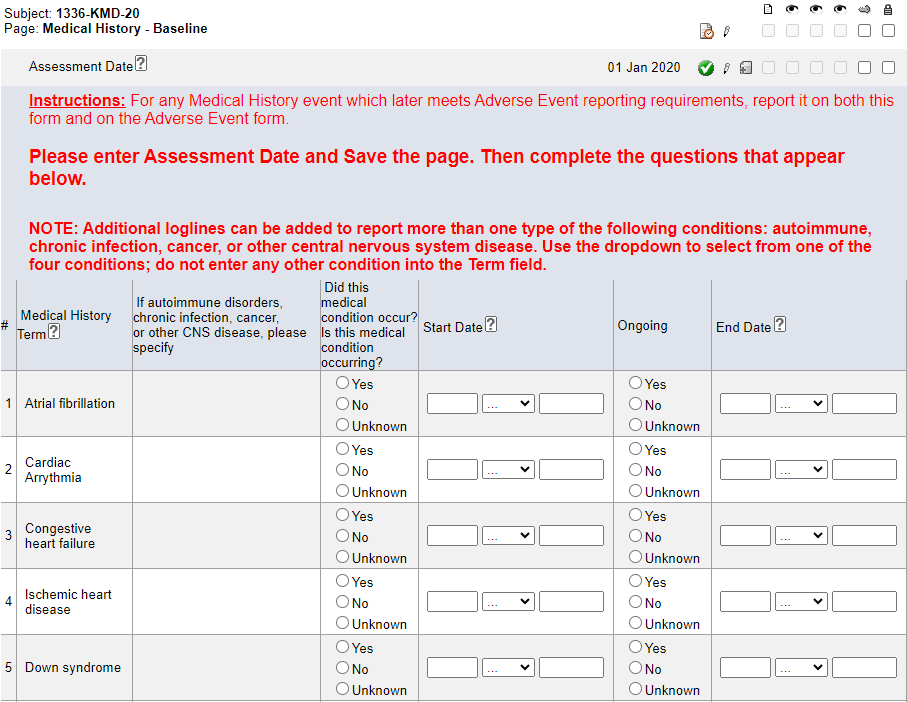 Subject: 1336-KMD-20
Page: Medical History - Baseline
Assessment Date?
01 Jan 2020
Instructions: For any Medical History event which later meets Adverse Event reporting requirements, report it on both this
form and on the Adverse Event form.
Please enter Assessment Date and Save the page. Then complete the questions that appear
below.
NOTE: Additional loglines can be added to report more than one type of the following conditions: autoimmune,
chronic infection, cancer, or other central nervous system disease. Use the dropdown to select from one of the
four conditions; do not enter any other condition into the Term field.
#
Medical History
Term?
If autoimmune disorders,
chronic infection, cancer,
or other CNS disease, please
specify
Did this
medical
condition occur?
Is this medical
condition
occurring?
Start Date?
Ongoing
End Date?
1
Atrial fibrillation
Yes
No
Unknown
...
Yes
No
Unknown
...
2
Cardiac
Arrythmia
Yes
No
Unknown
...
Yes
No
Unknown
...
3
Congestive
heart failure
Yes
No
Unknown
...
Yes
No
Unknown
...
4
Ischemic heart
disease
Yes
No
Unknown
...
Yes
No
Unknown
...
5
Down syndrome
Yes
No
Unknown
...
Yes
No
Unknown
...